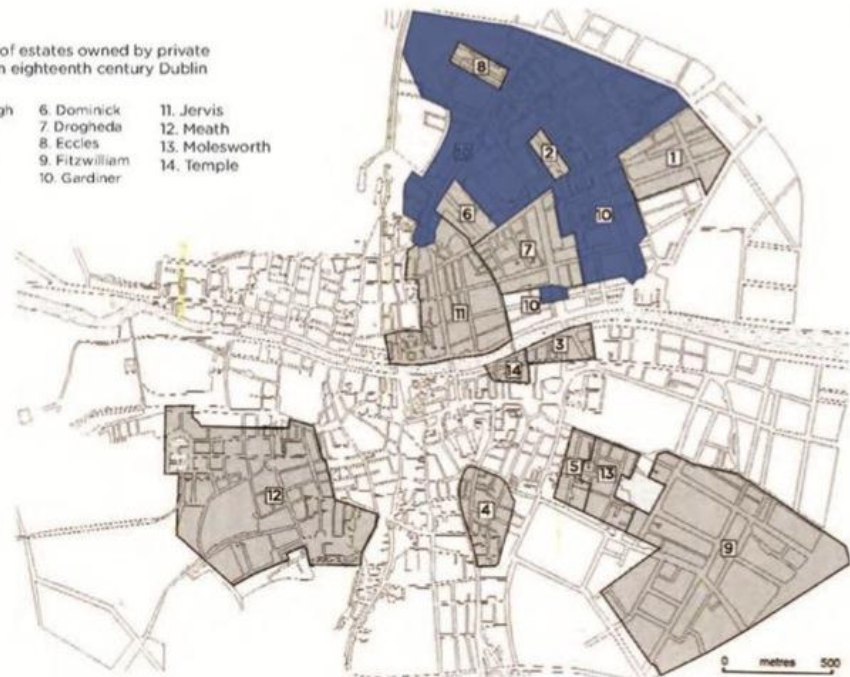 of estates owned by private
eighteenth century Dublin
gh
6. Dominick
7. Drogheda
8. Eccles
9. Fitzwilliam
10. Gardiner
11. Jervis
12. Meath
13. Molesworth
14. Temple
8
2
1
10
6
7
10
11
3
14
5
13
12
4
9
0 metres 500